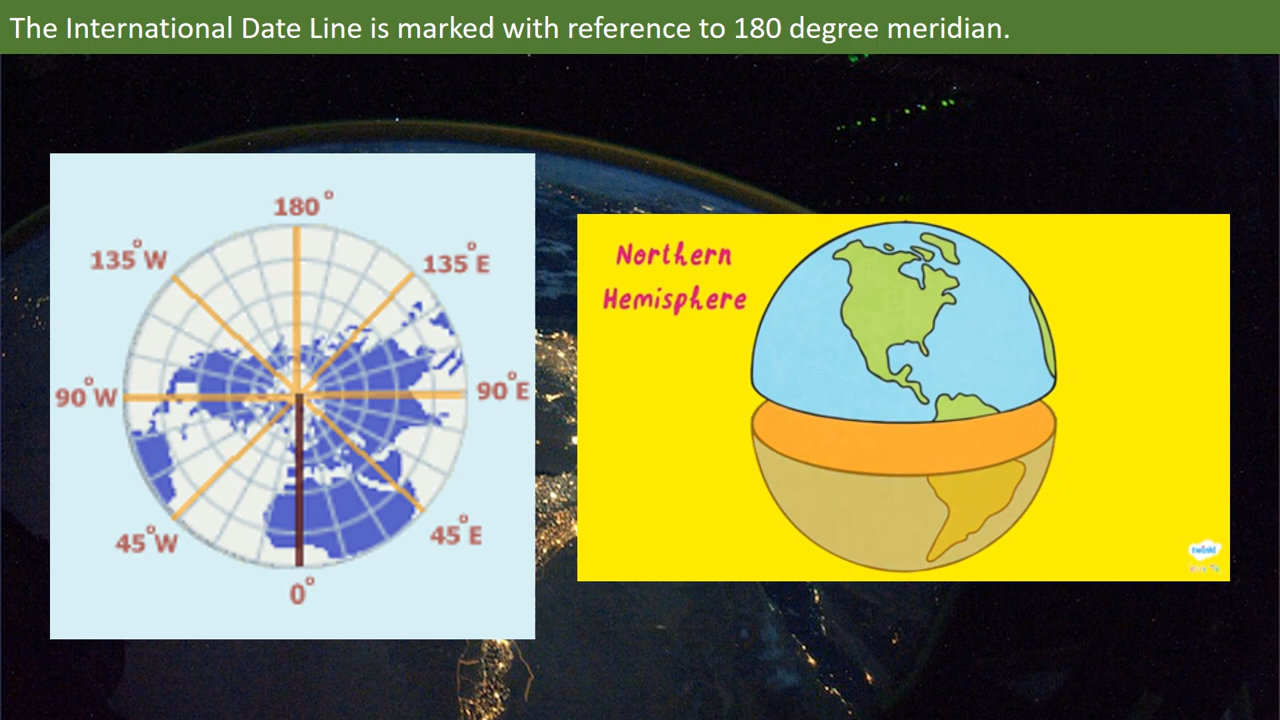 The International Date Line is marked with reference to 180 degree meridian.
180°
135°W
135°E
90°W
90°E
45°W
45°E
0°
Northern
Hemisphere
twinkl